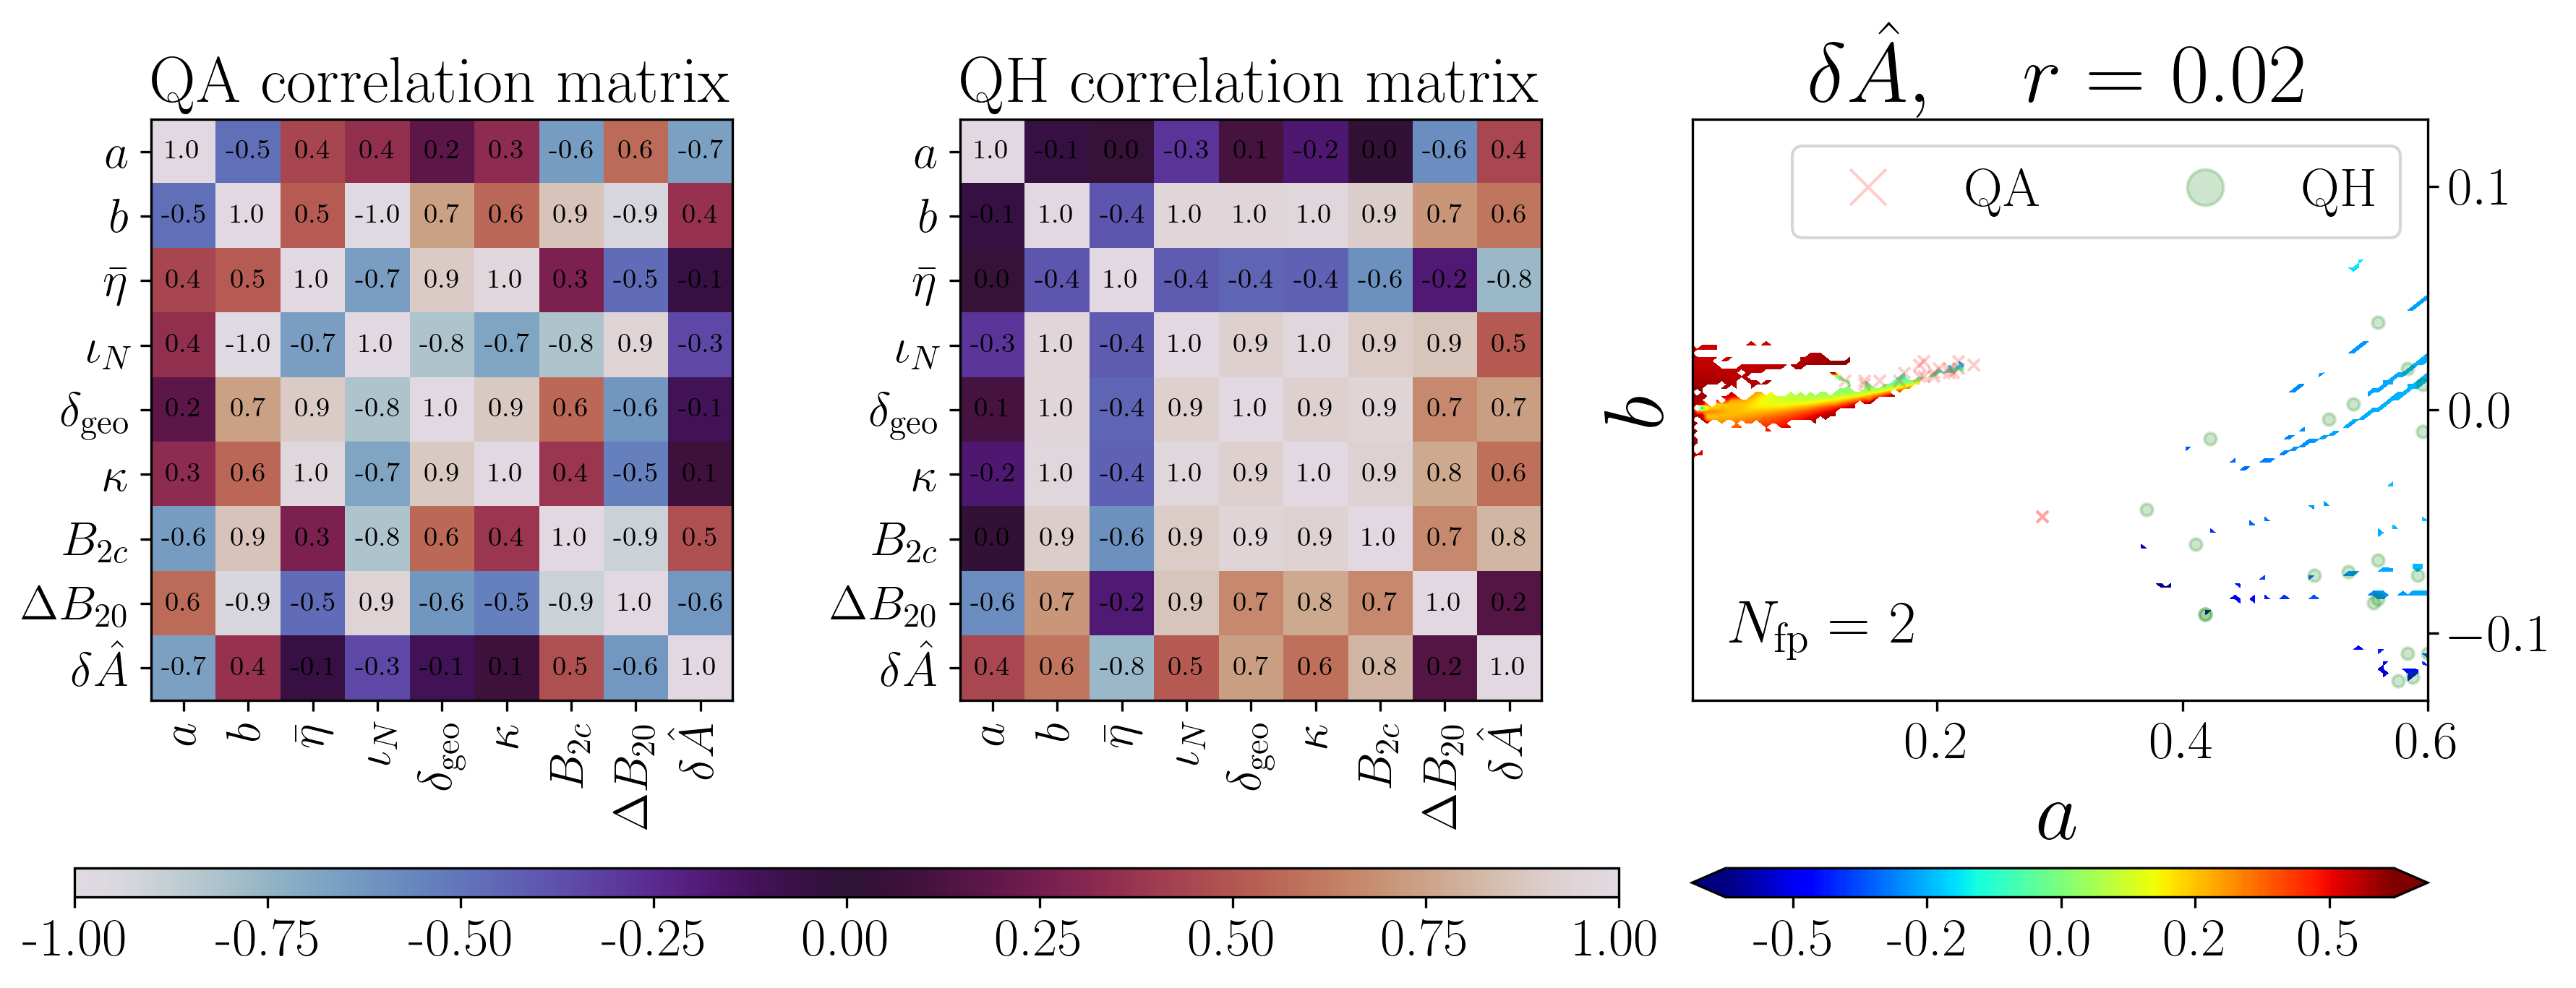 QA correlation matrix
a 1.0 -0.5 0.4 0.4 0.2 0.3 -0.6 0.6 -0.7
b -0.5 1.0 0.5 -1.0 0.7 0.6 0.9 -0.9 0.4
η̄ 0.4 0.5 1.0 -0.7 0.9 1.0 0.3 -0.5 -0.1
ι_N 0.4 -1.0 -0.7 1.0 -0.8 -0.7 -0.8 0.9 -0.3
δ_geo 0.2 0.7 0.9 -0.8 1.0 0.9 0.6 -0.6 -0.1
κ 0.3 0.6 1.0 -0.7 0.9 1.0 0.4 -0.5 0.1
B_2c -0.6 0.9 0.3 -0.8 0.6 0.4 1.0 -0.9 0.5
ΔB_20 0.6 -0.9 -0.5 0.9 -0.6 -0.5 -0.9 1.0 -0.6
δÂ -0.7 0.4 -0.1 -0.3 -0.1 0.1 0.5 -0.6 1.0
a b η̄ ι_N δ_geo κ B_2c ΔB_20 δÂ
QH correlation matrix
a 1.0 -0.1 0.0 -0.3 0.1 -0.2 0.0 -0.6 0.4
b -0.1 1.0 -0.4 1.0 1.0 1.0 0.9 0.7 0.6
η̄ 0.0 -0.4 1.0 -0.4 -0.4 -0.4 -0.6 -0.2 -0.8
ι_N -0.3 1.0 -0.4 1.0 0.9 1.0 0.9 0.9 0.5
δ_geo 0.1 1.0 -0.4 0.9 1.0 0.9 0.9 0.7 0.7
κ -0.2 1.0 -0.4 1.0 0.9 1.0 0.9 0.8 0.6
B_2c 0.0 0.9 -0.6 0.9 0.9 0.9 1.0 0.7 0.8
ΔB_20 -0.6 0.7 -0.2 0.9 0.7 0.8 0.7 1.0 0.2
δÂ 0.4 0.6 -0.8 0.5 0.7 0.6 0.8 0.2 1.0
a b η̄ ι_N δ_geo κ B_2c ΔB_20 δÂ
-1.00 -0.75 -0.50 -0.25 0.00 0.25 0.50 0.75 1.00
δÂ, r = 0.02
QA QH
0.1
b
0.0
N_fp = 2
−0.1
0.2 0.4 0.6
a
-0.5 -0.2 0.0 0.2 0.5